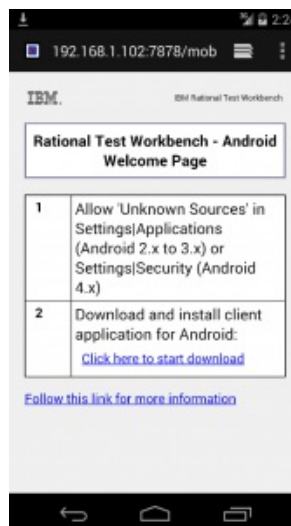 2:2
192.168.1.102:7878/mob
IBM.
IBM Rational Test Workbench
Rational Test Workbench - Android
Welcome Page
1
Allow 'Unknown Sources' in
Settings|Applications
(Android 2.x to 3.x) or
Settings|Security (Android
4.x)
2
Download and install client
application for Android:
Click here to start download
Follow this link for more information